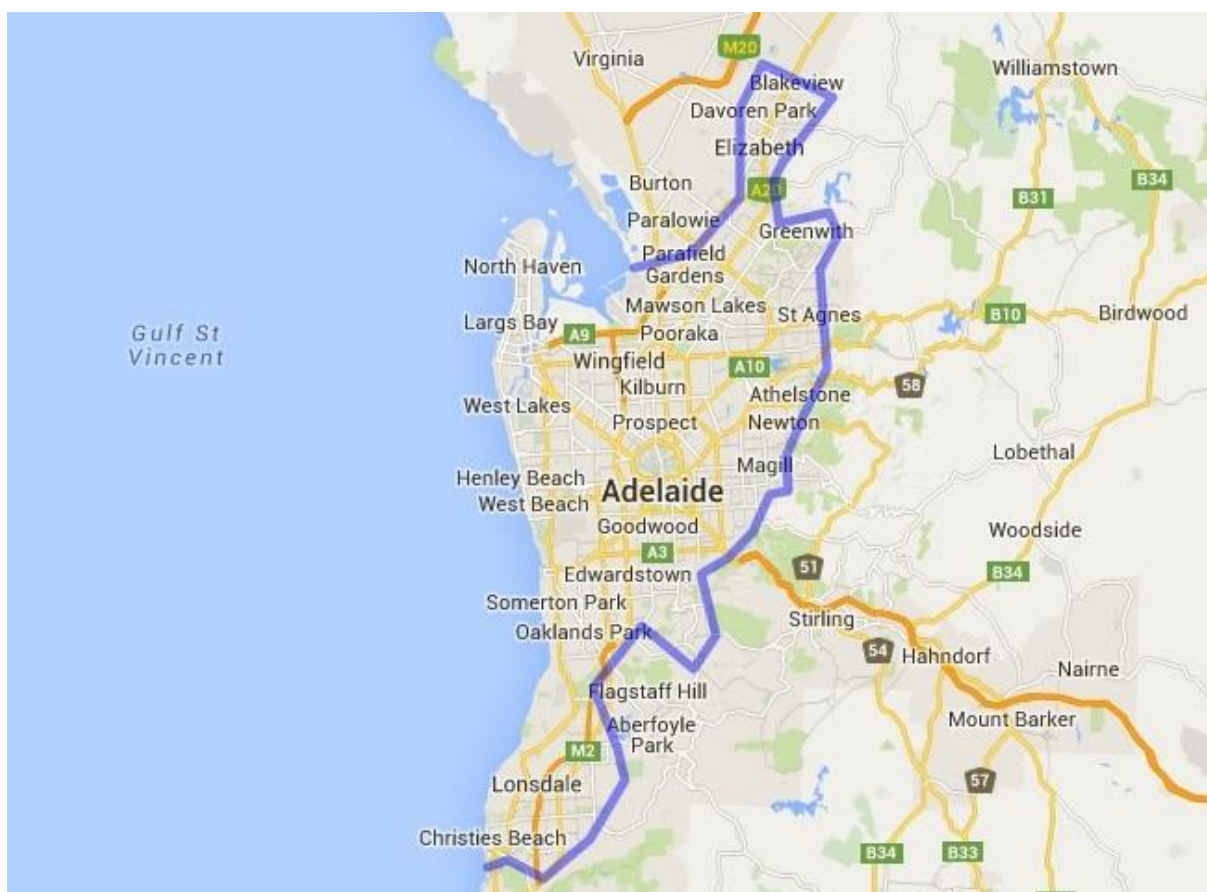 M20
Virginia
Williamstown
Blakeview
Davoren Park
Elizabeth
Burton
A20
B31
B34
Paralowie
Greenwith
Parafield
Gardens
North Haven
Mawson Lakes
St Agnes
B10
Birdwood
Largs Bay
A9
Pooraka
Gulf St
Vincent
Wingfield
A10
Kilburn
58
Athelstone
West Lakes
Prospect
Newton
Lobethal
Magill
Henley Beach
Adelaide
West Beach
Goodwood
Woodside
A3
51
B34
Edwardstown
Somerton Park
Stirling
Oaklands Park
54
Hahndorf
Nairne
Flagstaff Hill
Mount Barker
Aberfoyle
Park
M2
57
Lonsdale
Christies Beach
B34
B33